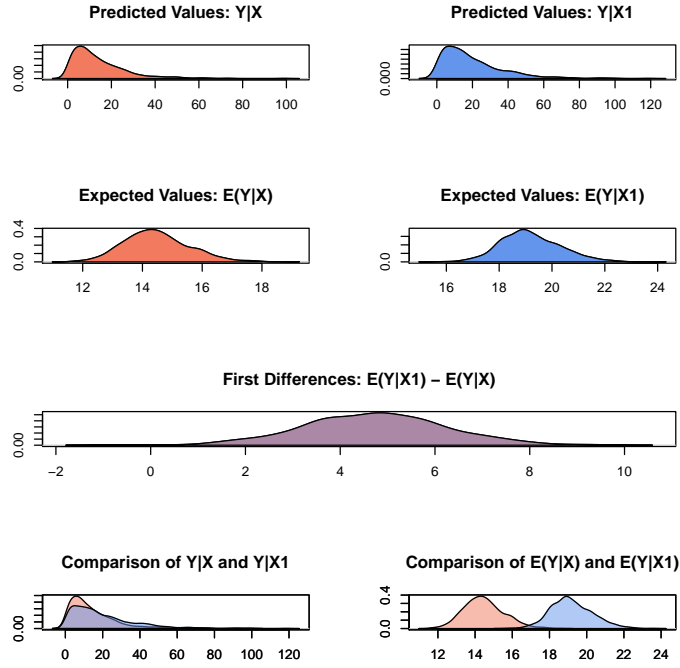 Predicted Values: Y|X
0.00
0 20 40 60 80 100
Predicted Values: Y|X1
0.000
0 20 40 60 80 100 120
Expected Values: E(Y|X)
0.0 0.4
12 14 16 18
Expected Values: E(Y|X1)
0.0
16 18 20 22 24
First Differences: E(Y|X1) − E(Y|X)
0.00
−2 0 2 4 6 8 10
Comparison of Y|X and Y|X1
0.00
0 20 40 60 80 100 120
Comparison of E(Y|X) and E(Y|X1)
0.0 0.4
12 14 16 18 20 22 24